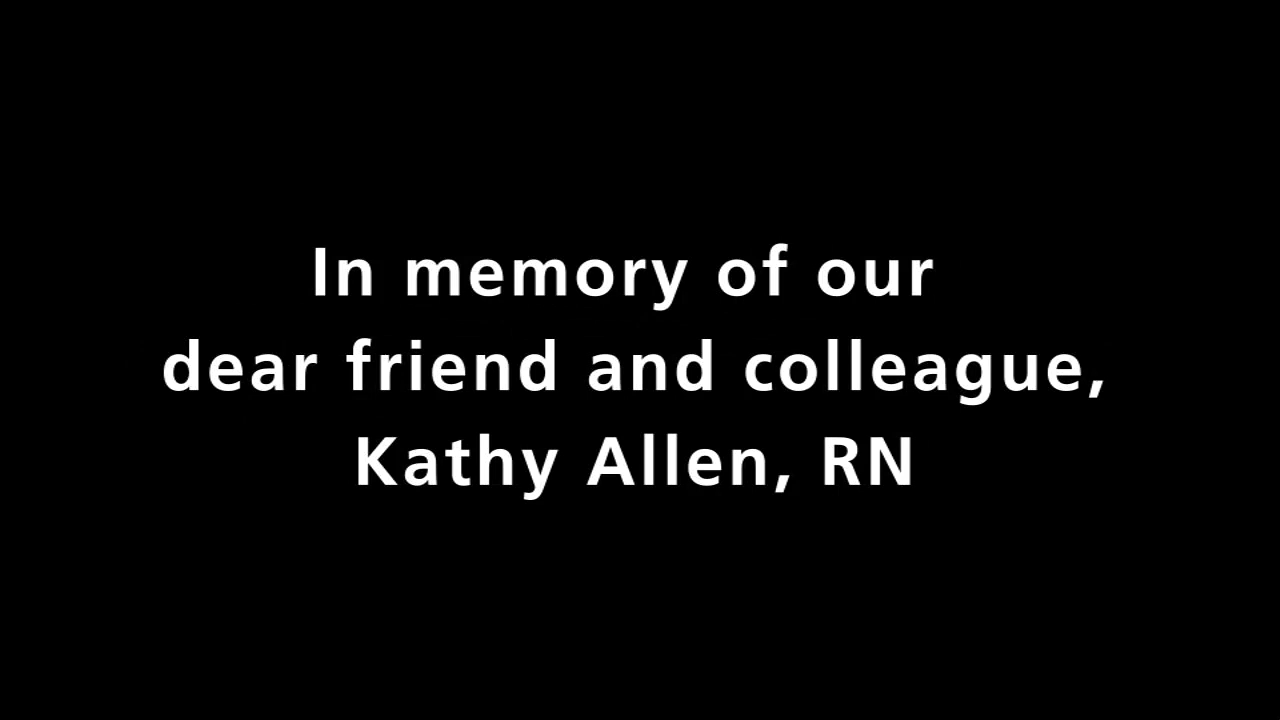 In memory of our
dear friend and colleague,
Kathy Allen, RN